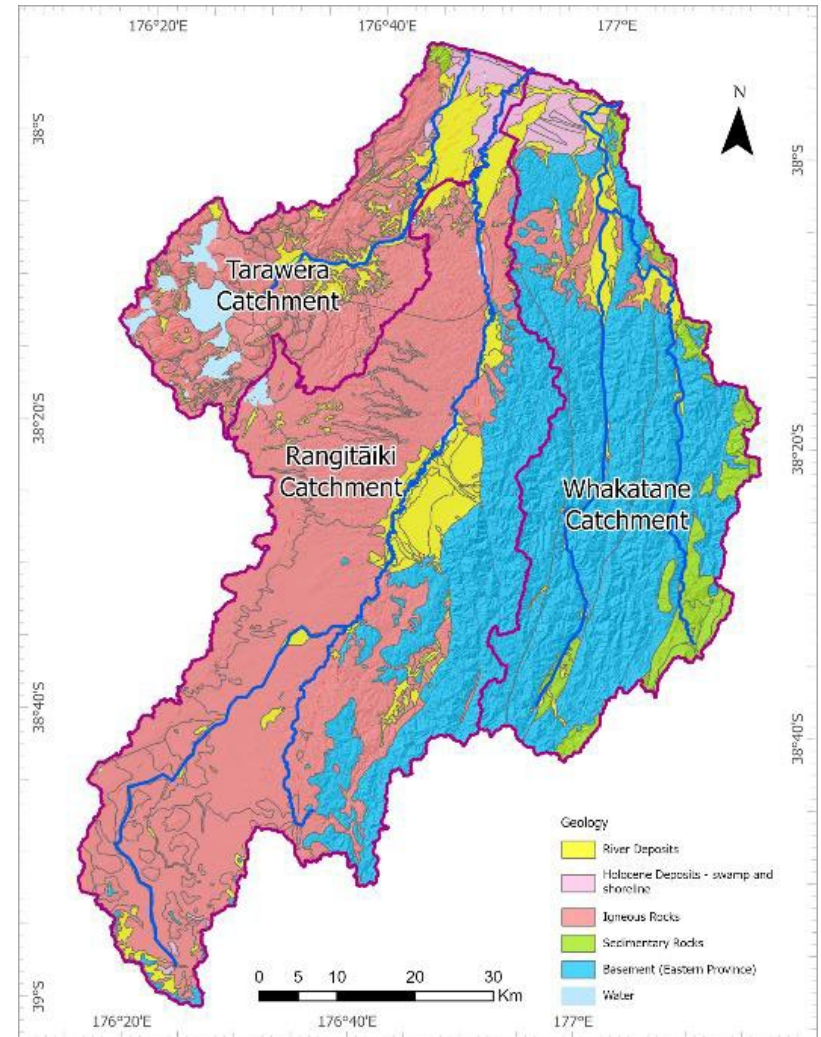 176°20'E
176°40'E
177°E
38°S
38°S
N
Tarawera
Catchment
38°20'S
38°20'S
Rangitāiki
Catchment
Whakatane
Catchment
38°40'S
38°40'S
Geology
River Deposits
Holocene Deposits - swamp and
shoreline
Igneous Rocks
Sedimentary Rocks
Basement (Eastern Province)
Water
0 5 10 20 30
Km
39°S
176°20'E
176°40'E
177°E